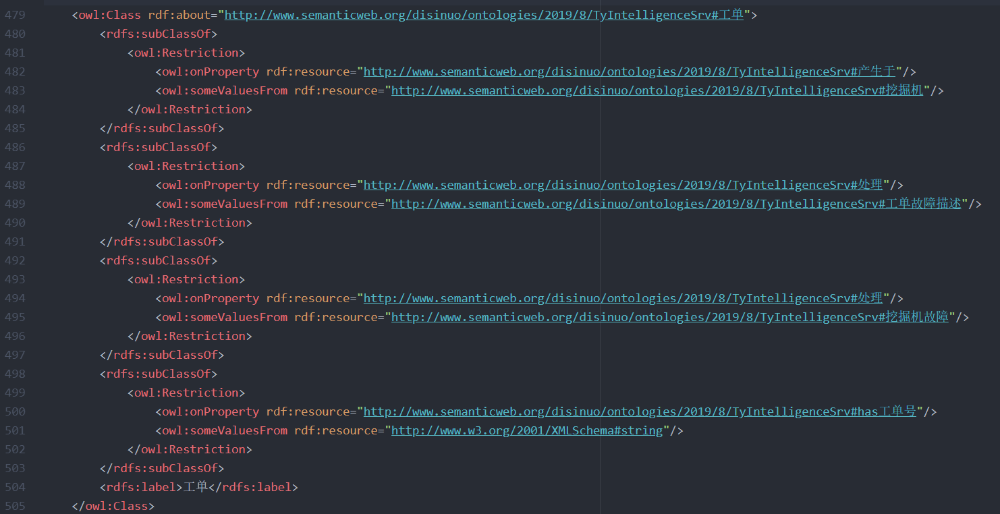 479 <owl:Class rdf:about="http://www.semanticweb.org/disinuo/ontologies/2019/8/TyIntelligenceSrv#工单">
480 <rdfs:subClassOf>
481 <owl:Restriction>
482 <owl:onProperty rdf:resource="http://www.semanticweb.org/disinuo/ontologies/2019/8/TyIntelligenceSrv#产生于"/>
483 <owl:someValuesFrom rdf:resource="http://www.semanticweb.org/disinuo/ontologies/2019/8/TyIntelligenceSrv#挖掘机"/>
484 </owl:Restriction>
485 </rdfs:subClassOf>
486 <rdfs:subClassOf>
487 <owl:Restriction>
488 <owl:onProperty rdf:resource="http://www.semanticweb.org/disinuo/ontologies/2019/8/TyIntelligenceSrv#处理"/>
489 <owl:someValuesFrom rdf:resource="http://www.semanticweb.org/disinuo/ontologies/2019/8/TyIntelligenceSrv#工单故障描述"/>
490 </owl:Restriction>
491 </rdfs:subClassOf>
492 <rdfs:subClassOf>
493 <owl:Restriction>
494 <owl:onProperty rdf:resource="http://www.semanticweb.org/disinuo/ontologies/2019/8/TyIntelligenceSrv#处理"/>
495 <owl:someValuesFrom rdf:resource="http://www.semanticweb.org/disinuo/ontologies/2019/8/TyIntelligenceSrv#挖掘机故障"/>
496 </owl:Restriction>
497 </rdfs:subClassOf>
498 <rdfs:subClassOf>
499 <owl:Restriction>
500 <owl:onProperty rdf:resource="http://www.semanticweb.org/disinuo/ontologies/2019/8/TyIntelligenceSrv#has工单号"/>
501 <owl:someValuesFrom rdf:resource="http://www.w3.org/2001/XMLSchema#string"/>
502 </owl:Restriction>
503 </rdfs:subClassOf>
504 <rdfs:label>工单</rdfs:label>
505 </owl:Class>